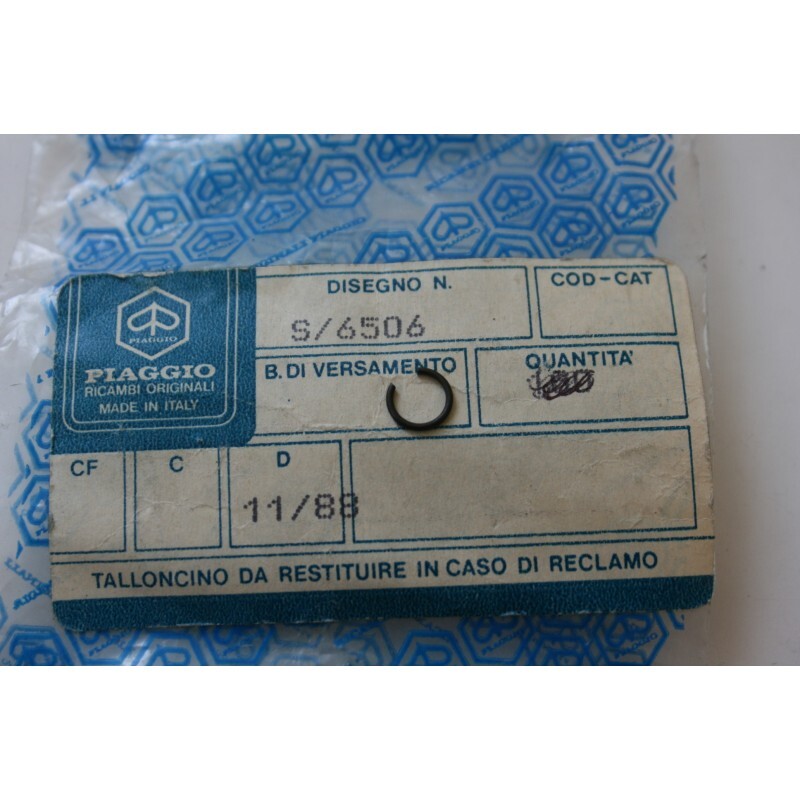 DISEGNO N.
COD-CAT
S/6506
PIAGGIO
PIAGGIO
RICAMBI ORIGINALI
MADE IN ITALY
B. DI VERSAMENTO
QUANTITA'
CF
C
D
11/88
TALLONCINO DA RESTITUIRE IN CASO DI RECLAMO